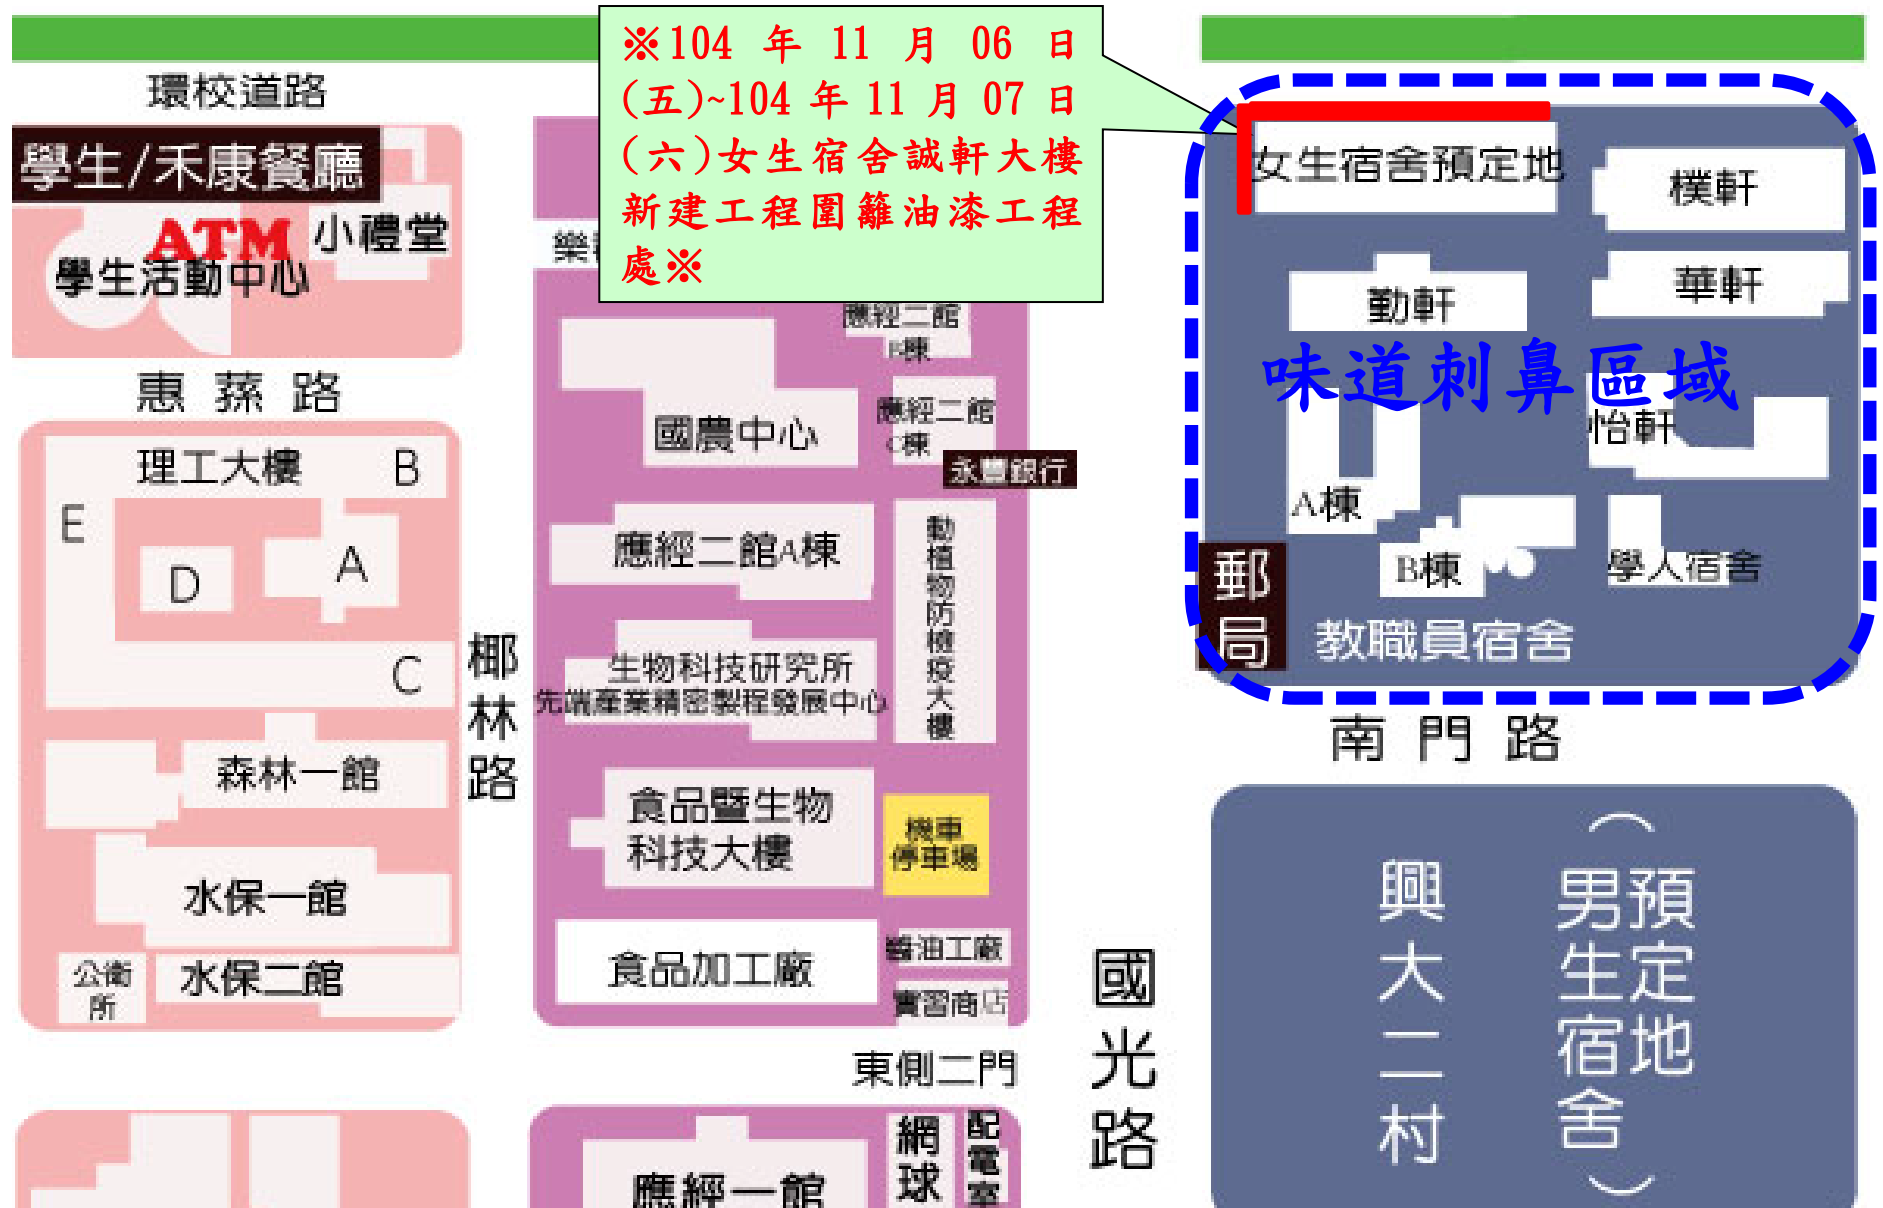 ※104 年 11 月 06 日
(五)~104 年 11 月 07 日
(六)女生宿舍誠軒大樓
新建工程圍籬油漆工程
處※
環校道路
學生/禾康餐廳
ATM
小禮堂
學生活動中心
惠蓀路
理工大樓
B
E
A
D
C
森林一館
水保一館
公衛
所
水保二館
椰林路
樂
應經二館
B棟
國農中心
應經二館
C棟
永豐銀行
應經二館A棟
動植物防檢疫大樓
生物科技研究所
先端產業精密製程發展中心
食品暨生物
科技大樓
機車
停車場
食品加工廠
醬油工廠
實習商店
東側二門
應經一館
網球
配電室
國光路
女生宿舍預定地
樸軒
勤軒
華軒
味道刺鼻區域
怡軒
A棟
B棟
學人宿舍
郵局
教職員宿舍
南門路
興大二村
（男生宿舍
預定地）